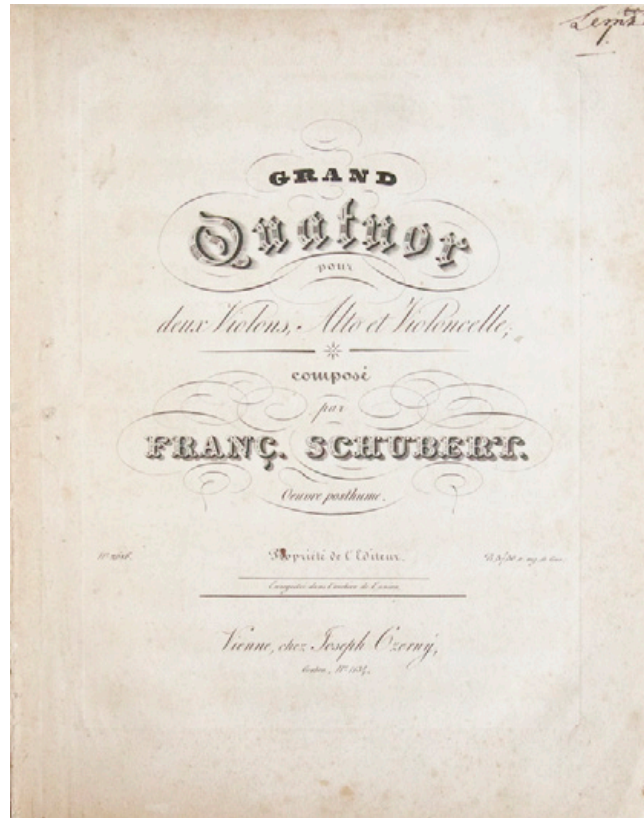 GRAND
Quatuor
pour
deux Violons, Alto et Violoncelle,
composé
par
FRANÇ. SCHUBERT.
Oeuvre posthume.
Propriété de l'Editeur.
Enregistré dans l'archive de l'union.
Vienne, chez Joseph Czerný,